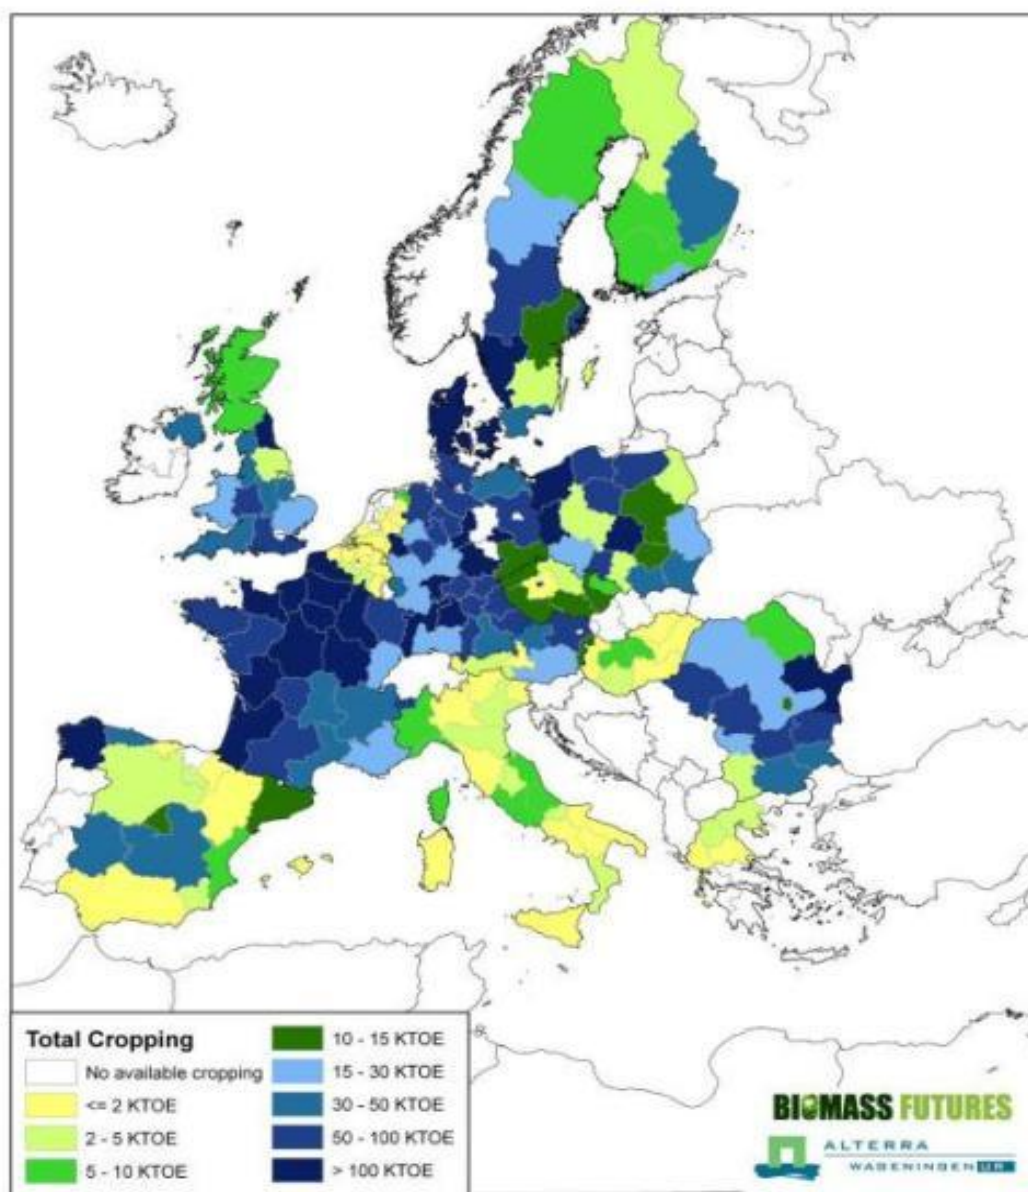 Total Cropping
No available cropping
<= 2 KTOE
2 - 5 KTOE
5 - 10 KTOE
10 - 15 KTOE
15 - 30 KTOE
30 - 50 KTOE
50 - 100 KTOE
> 100 KTOE
BIOMASS FUTURES
ALTERRA
WAGENINGEN UR